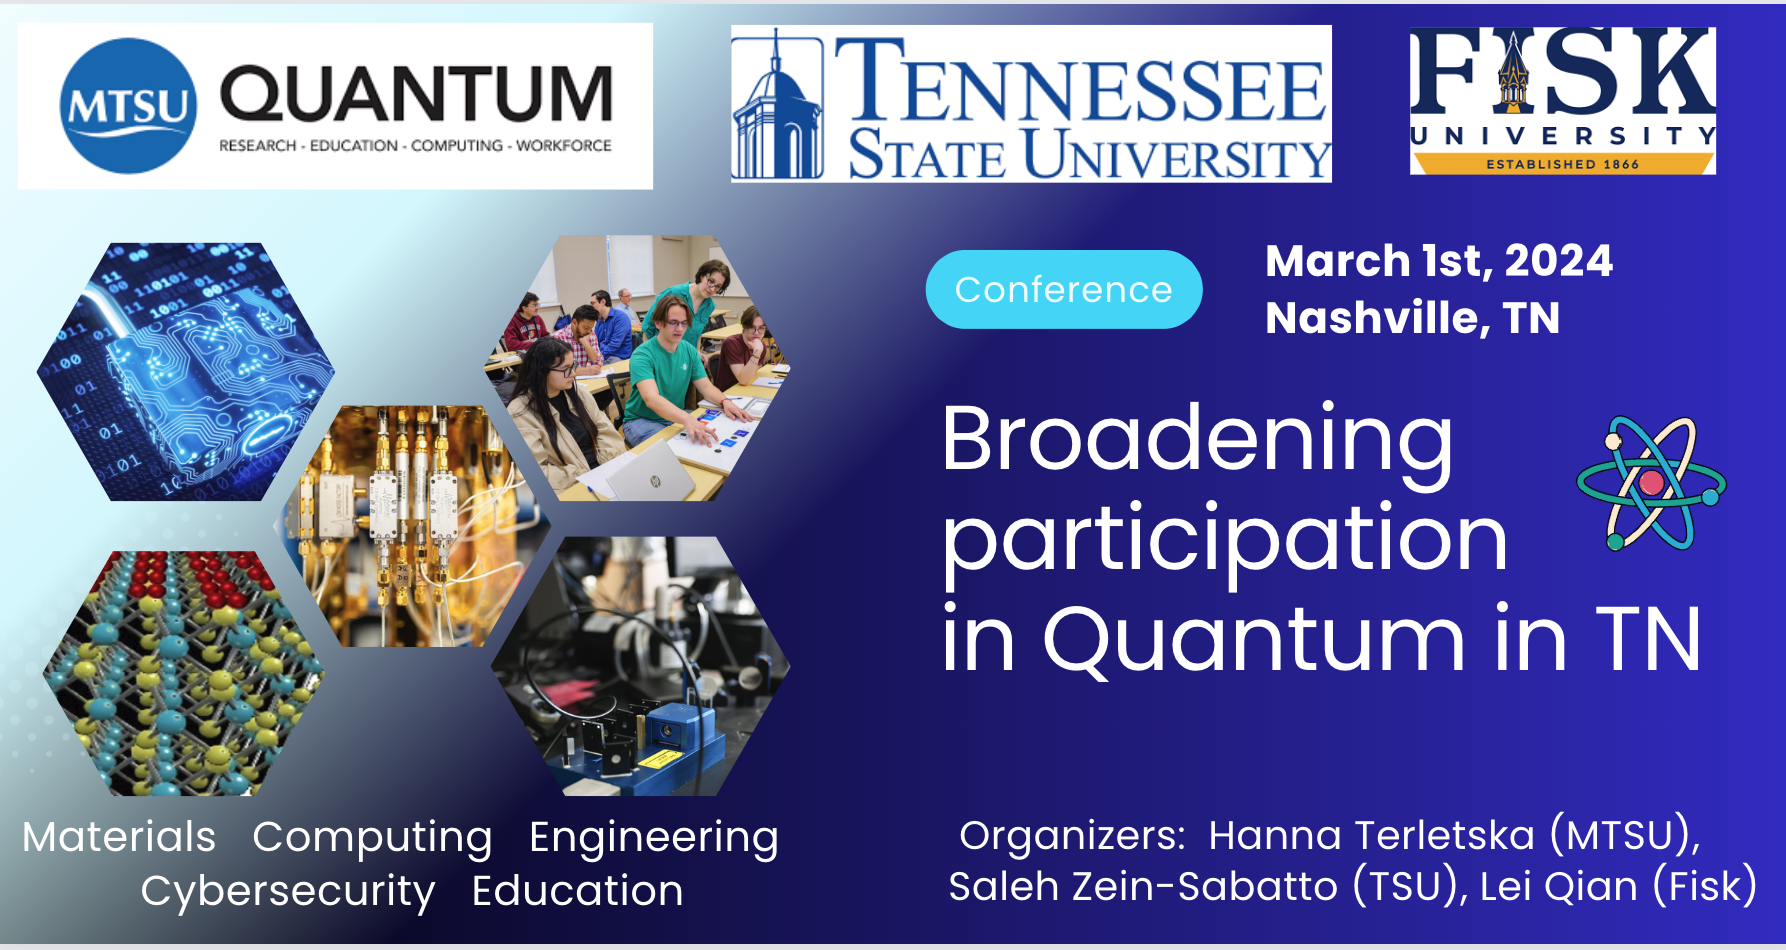 MTSU
QUANTUM
RESEARCH - EDUCATION - COMPUTING - WORKFORCE
TENNESSEE
STATE UNIVERSITY
FISK
UNIVERSITY
ESTABLISHED 1866
Conference
March 1st, 2024
Nashville, TN
Broadening
participation
in Quantum in TN
Materials Computing Engineering
Cybersecurity Education
Organizers: Hanna Terletska (MTSU),
Saleh Zein-Sabatto (TSU), Lei Qian (Fisk)